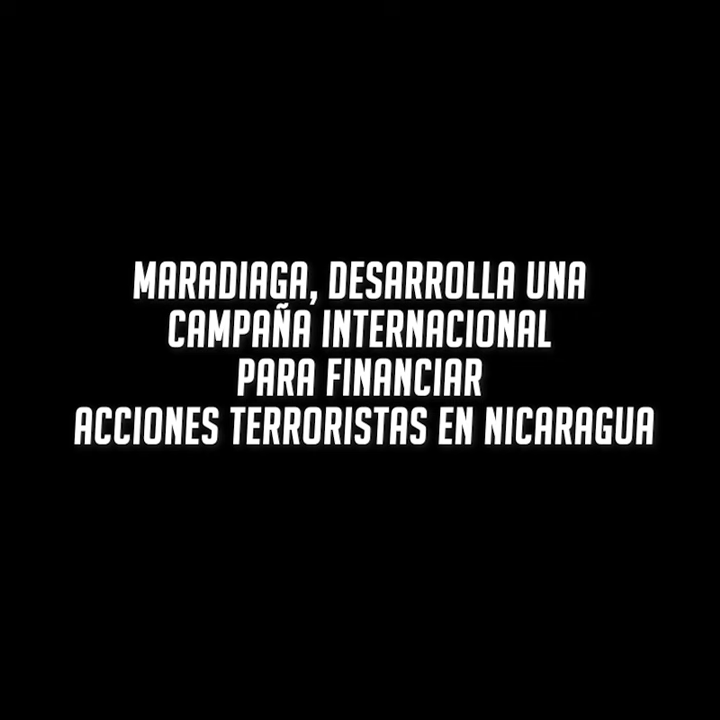 MARADIAGA, DESARROLLA UNA
CAMPAÑA INTERNACIONAL
PARA FINANCIAR
ACCIONES TERRORISTAS EN NICARAGUA